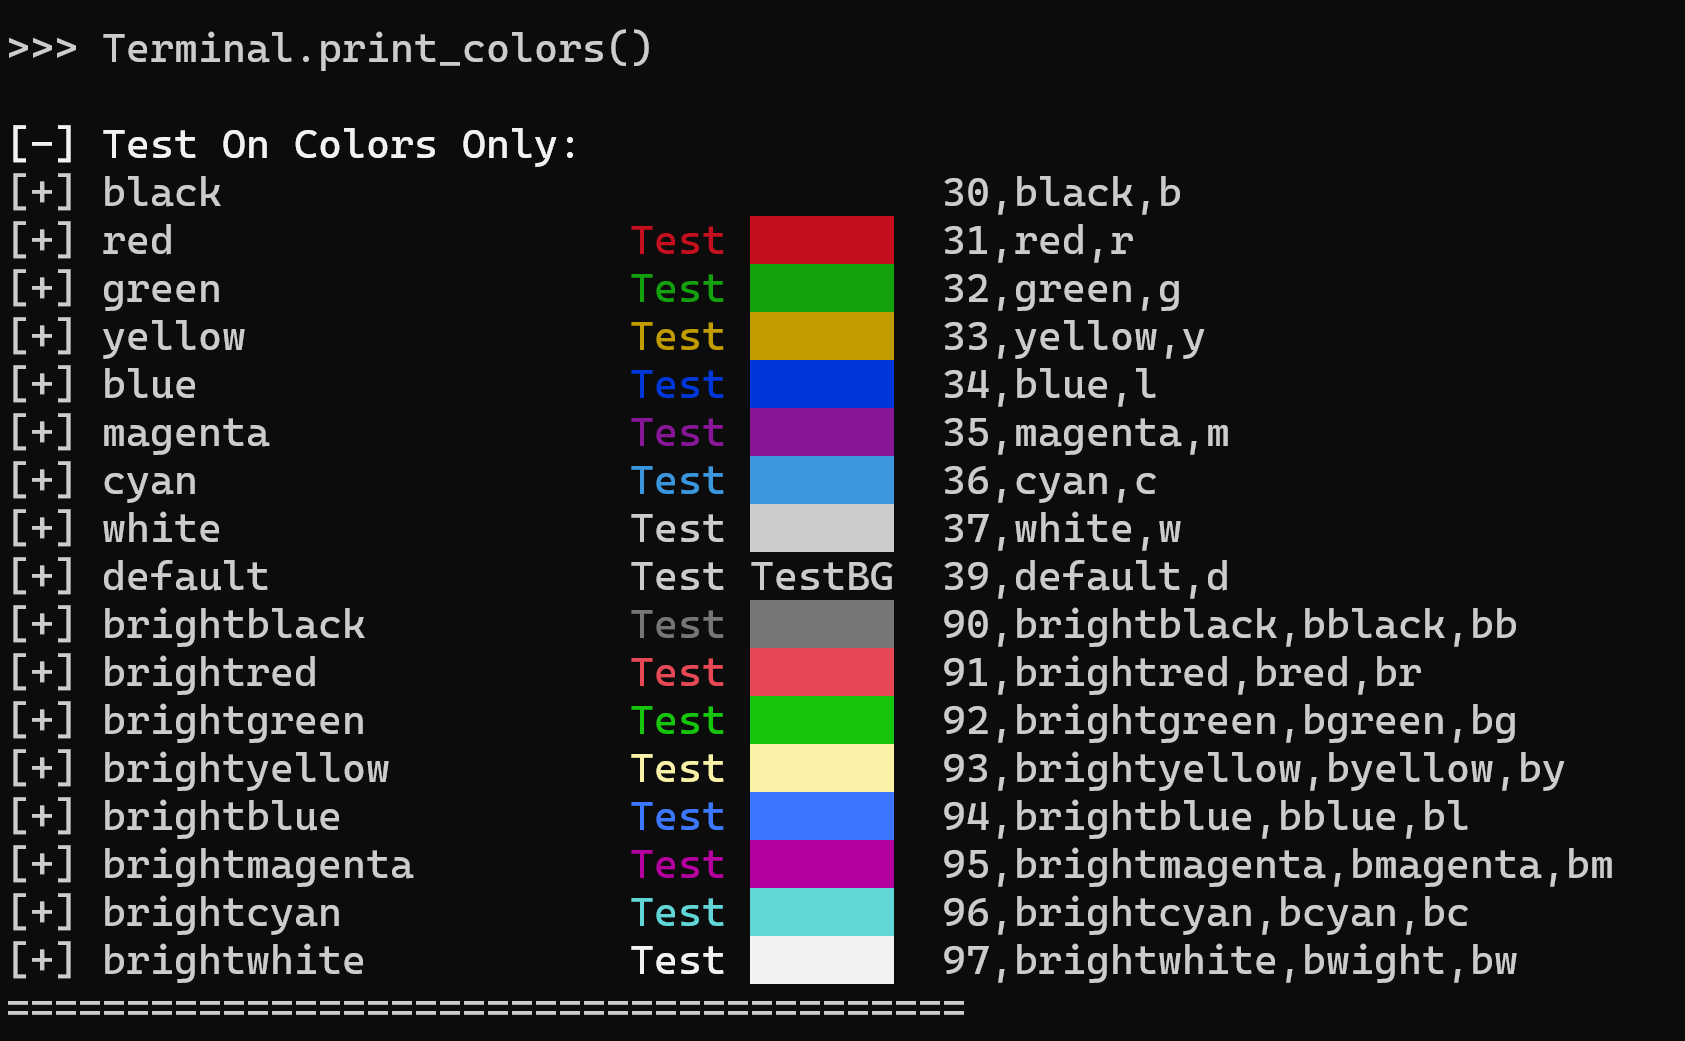 >>> Terminal.print_colors()
[-] Test On Colors Only:
[+] black 30,black,b
[+] red Test 31,red,r
[+] green Test 32,green,g
[+] yellow Test 33,yellow,y
[+] blue Test 34,blue,l
[+] magenta Test 35,magenta,m
[+] cyan Test 36,cyan,c
[+] white Test 37,white,w
[+] default Test TestBG 39,default,d
[+] brightblack Test 90,brightblack,bblack,bb
[+] brightred Test 91,brightred,bred,br
[+] brightgreen Test 92,brightgreen,bgreen,bg
[+] brightyellow Test 93,brightyellow,byellow,by
[+] brightblue Test 94,brightblue,bblue,bl
[+] brightmagenta Test 95,brightmagenta,bmagenta,bm
[+] brightcyan Test 96,brightcyan,bcyan,bc
[+] brightwhite Test 97,brightwhite,bwight,bw
========================================